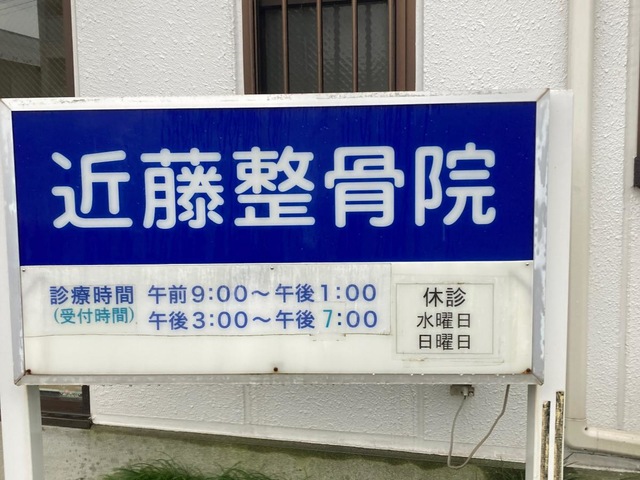 近藤整骨院
診療時間 午前9:00～午後1:00
(受付時間) 午後3:00～午後7:00
休診
水曜日
日曜日